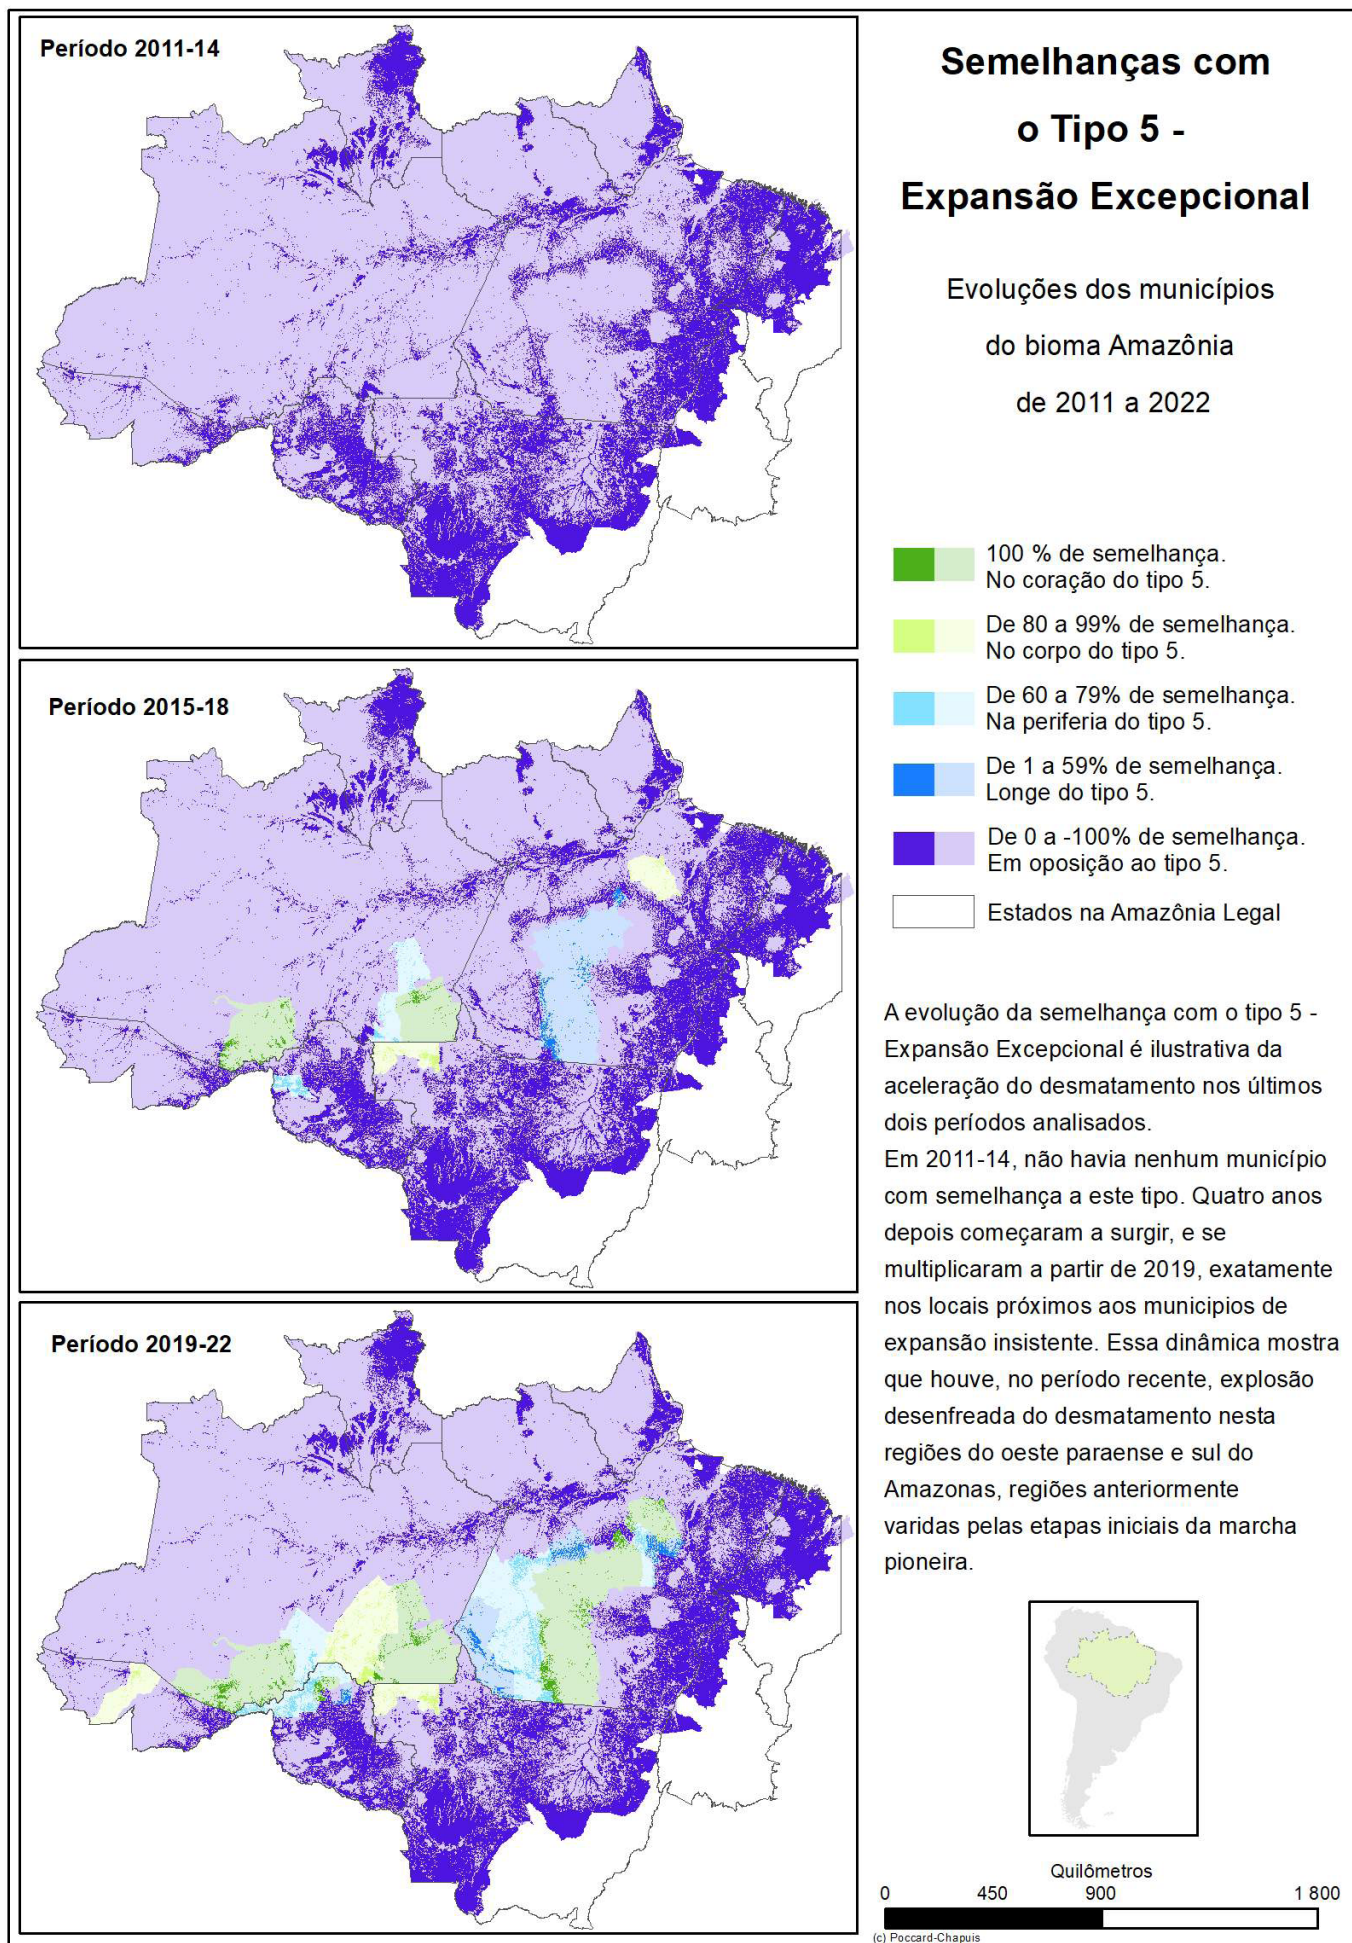 Período 2011-14
Semelhanças com
o Tipo 5 -
Expansão Excepcional
Evoluções dos municípios
do bioma Amazônia
de 2011 a 2022
100 % de semelhança.
No coração do tipo 5.
De 80 a 99% de semelhança.
No corpo do tipo 5.
De 60 a 79% de semelhança.
Na periferia do tipo 5.
De 1 a 59% de semelhança.
Longe do tipo 5.
De 0 a -100% de semelhança.
Em oposição ao tipo 5.
Estados na Amazônia Legal
Período 2015-18
A evolução da semelhança com o tipo 5 -
Expansão Excepcional é ilustrativa da
aceleração do desmatamento nos últimos
dois períodos analisados.
Em 2011-14, não havia nenhum município
com semelhança a este tipo. Quatro anos
depois começaram a surgir, e se
multiplicaram a partir de 2019, exatamente
nos locais próximos aos municipios de
expansão insistente. Essa dinâmica mostra
que houve, no período recente, explosão
desenfreada do desmatamento nesta
regiões do oeste paraense e sul do
Amazonas, regiões anteriormente
varidas pelas etapas iniciais da marcha
pioneira.
Período 2019-22
Quilômetros
0 450 900 1 800
(c) Poccard-Chapuis